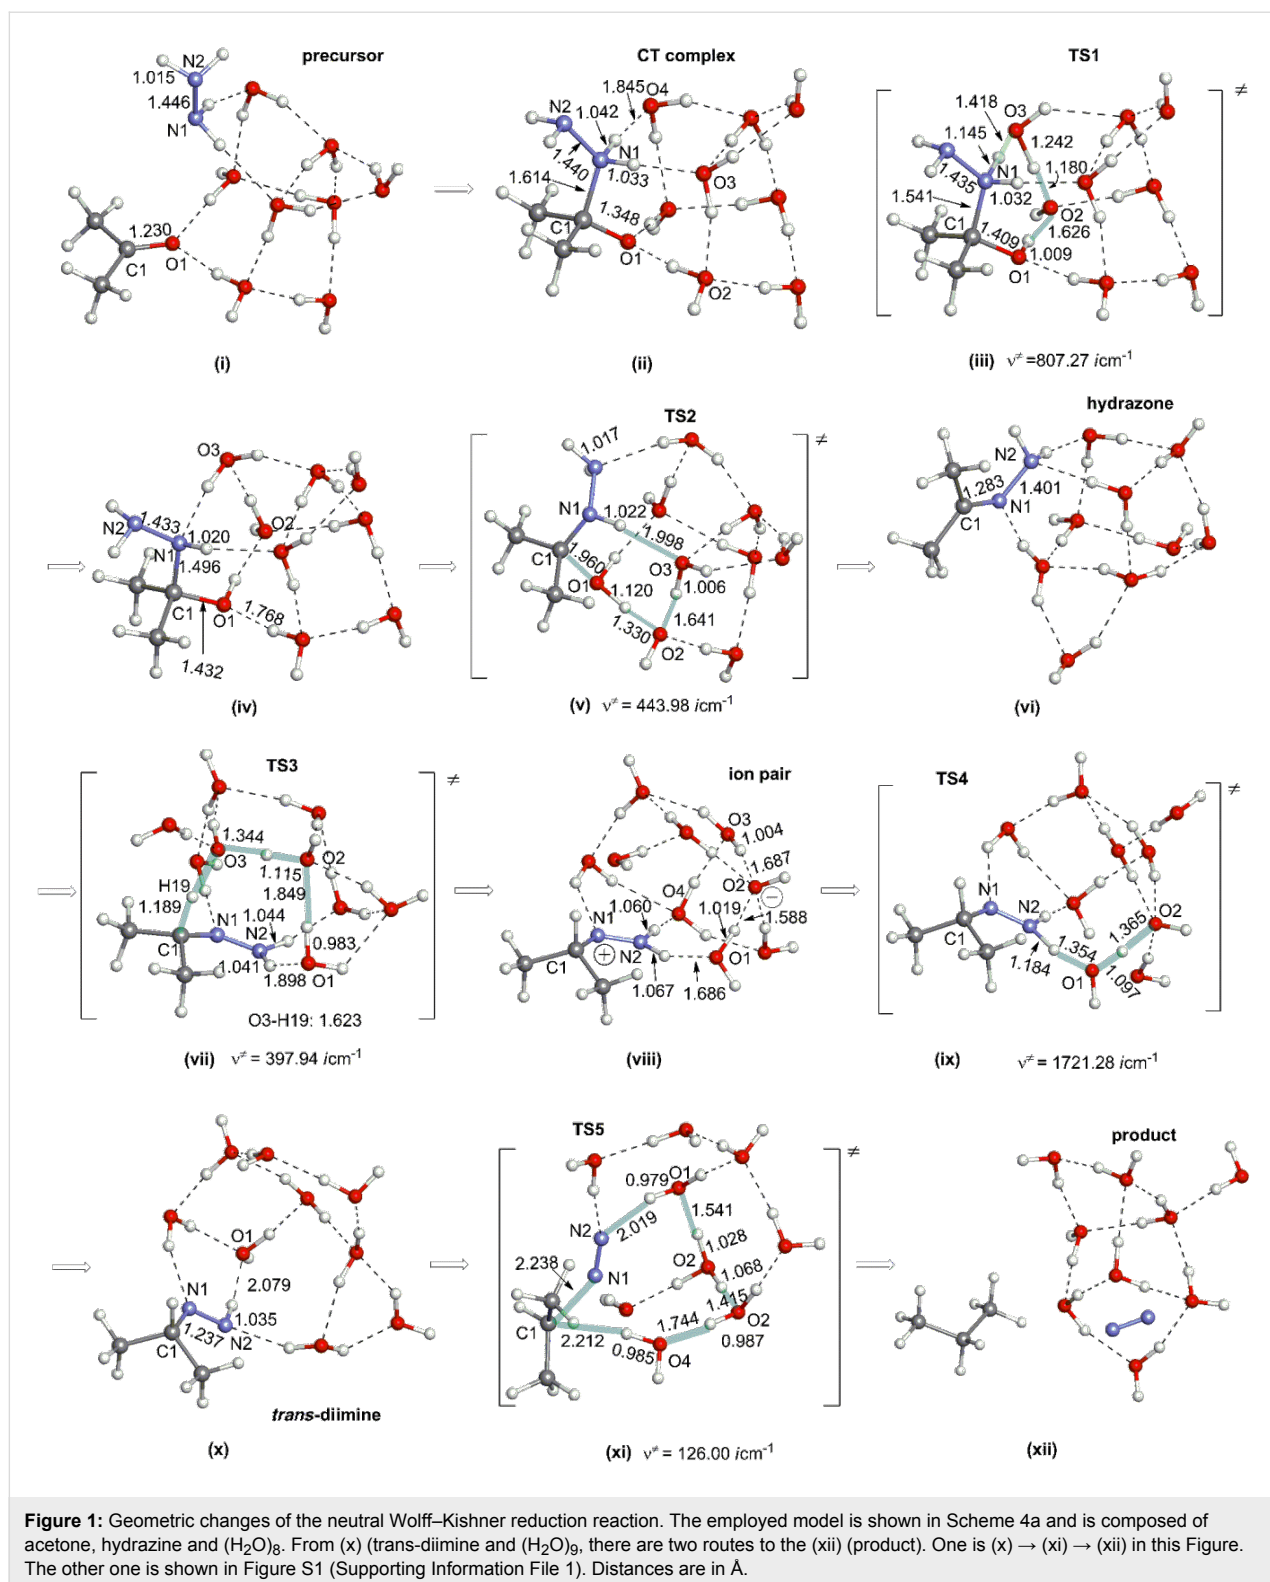 precursor
N2
1.015
1.446
N1
1.230
C1
O1
(i)
CT complex
1.845
O4
N2
1.042
N1
1.440
1.033
O3
1.614
1.348
C1
O1
O2
(ii)
TS1
≠
O3
1.418
1.145
1.242
N1
1.180
1.435
1.032
1.541
O2
C1
1.409
1.626
1.009
O1
(iii) ν≠ =807.27 icm-1
O3
N2
1.433
O2
1.020
N1
1.496
C1
O1
1.768
1.432
(iv)
TS2
≠
1.017
N1
1.022
1.998
C1
1.960
O3
O1
1.120
1.006
1.330
1.641
O2
(v) ν≠ = 443.98 icm-1
hydrazone
N2
1.283
1.401
N1
C1
(vi)
TS3
≠
1.344
O3
O2
1.115
H19
1.849
1.189
N1
1.044
N2
0.983
C1
1.041
1.898
O1
O3-H19: 1.623
(vii) ν≠ = 397.94 icm-1
ion pair
O3
1.004
1.687
O4
O2
1.060
1.019
1.588
N1
N2
O1
C1
1.067
1.686
(viii)
TS4
≠
N1
N2
O2
C1
1.365
1.354
1.184
1.097
O1
(ix) ν≠ = 1721.28 icm-1
O1
N1
2.079
1.035
C1
1.237
N2
trans-diimine
(x)
TS5
≠
O1
0.979
1.541
N2
2.019
1.028
2.238
N1
O2
1.068
1.415
C1
1.744
O2
2.212
0.987
0.985
O4
(xi) ν≠ = 126.00 icm-1
product
(xii)
Figure 1: Geometric changes of the neutral Wolff–Kishner reduction reaction. The employed model is shown in Scheme 4a and is composed of
acetone, hydrazine and (H2O)8. From (x) (trans-diimine and (H2O)9, there are two routes to the (xii) (product). One is (x) → (xi) → (xii) in this Figure.
The other one is shown in Figure S1 (Supporting Information File 1). Distances are in Å.